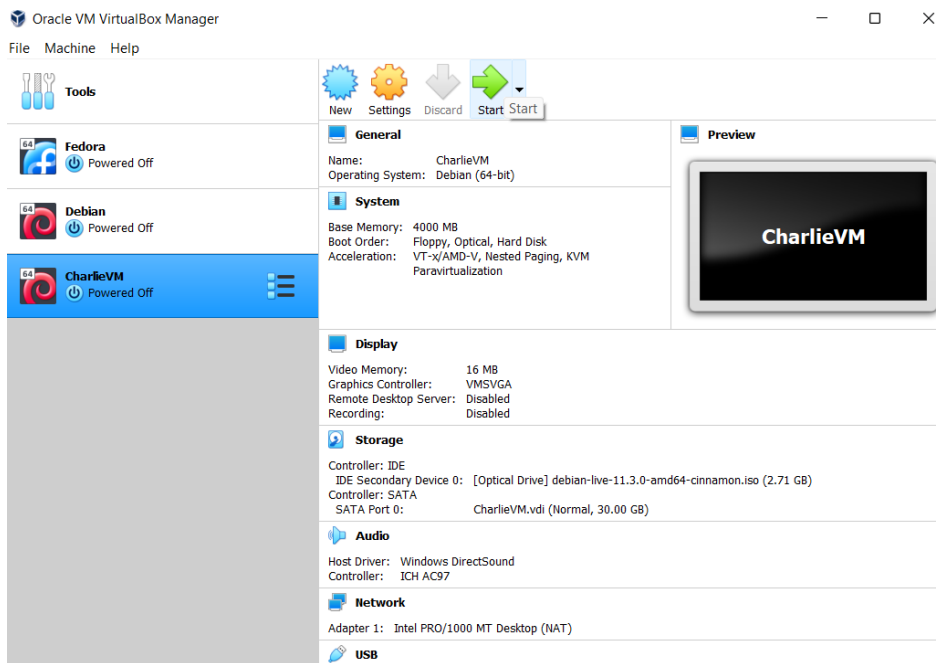 Oracle VM VirtualBox Manager
File Machine Help
Tools
64
Fedora
Powered Off
64
Debian
Powered Off
64
CharlieVM
Powered Off
New Settings Discard Start Start
General
Name: CharlieVM
Operating System: Debian (64-bit)
Preview
CharlieVM
System
Base Memory: 4000 MB
Boot Order: Floppy, Optical, Hard Disk
Acceleration: VT-x/AMD-V, Nested Paging, KVM
Paravirtualization
Display
Video Memory: 16 MB
Graphics Controller: VMSVGA
Remote Desktop Server: Disabled
Recording: Disabled
Storage
Controller: IDE
IDE Secondary Device 0: [Optical Drive] debian-live-11.3.0-amd64-cinnamon.iso (2.71 GB)
Controller: SATA
SATA Port 0: CharlieVM.vdi (Normal, 30.00 GB)
Audio
Host Driver: Windows DirectSound
Controller: ICH AC97
Network
Adapter 1: Intel PRO/1000 MT Desktop (NAT)
USB